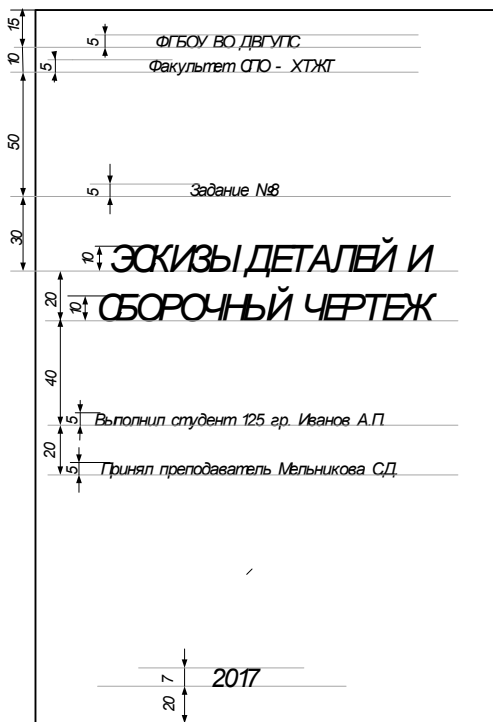 15
5
ФГБОУ ВО ДВГУПС
10
5
Факультет СПО - ХТЖТ
50
5
Задание №8
30
10
ЭСКИЗЫ ДЕТАЛЕЙ И
20
10
СБОРОЧНЫЙ ЧЕРТЕЖ
40
5
Выполнил студент 125 гр. Иванов А.П.
20
5
Принял преподаватель Мельникова С.Д.
7
2017
20